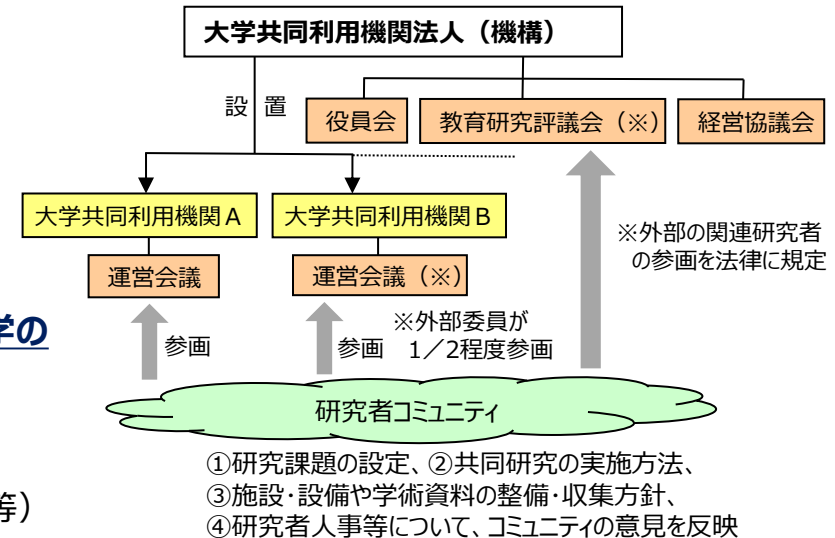 大学共同利用機関法人（機構）
設 置
役員会
教育研究評議会（※）
経営協議会
大学共同利用機関Ａ
大学共同利用機関Ｂ
※外部の関連研究者
の参画を法律に規定
運営会議
運営会議（※）
学の
参画
参画
※外部委員が
１／２程度参画
研究者コミュニティ
①研究課題の設定、②共同研究の実施方法、
③施設・設備や学術資料の整備・収集方針、
等）
④研究者人事等について、コミュニティの意見を反映